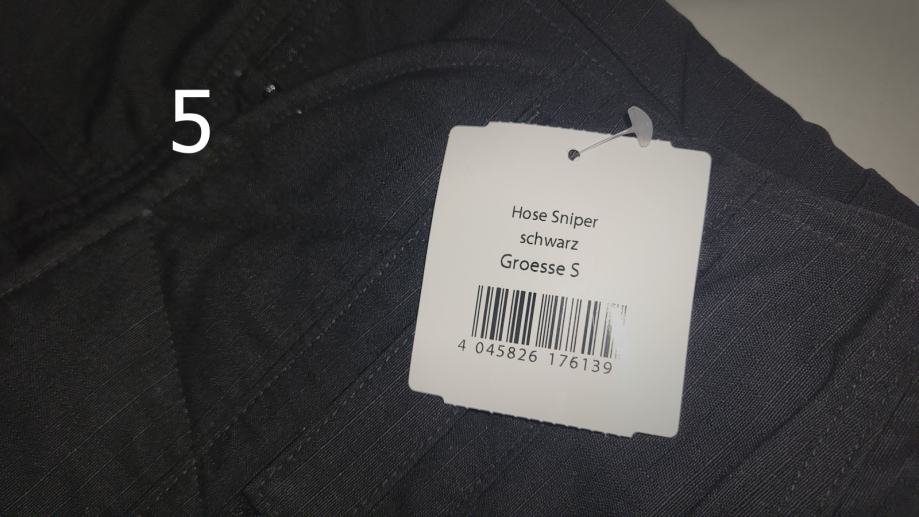 5
Hose Sniper
schwarz
Groesse S
4 045826 176139